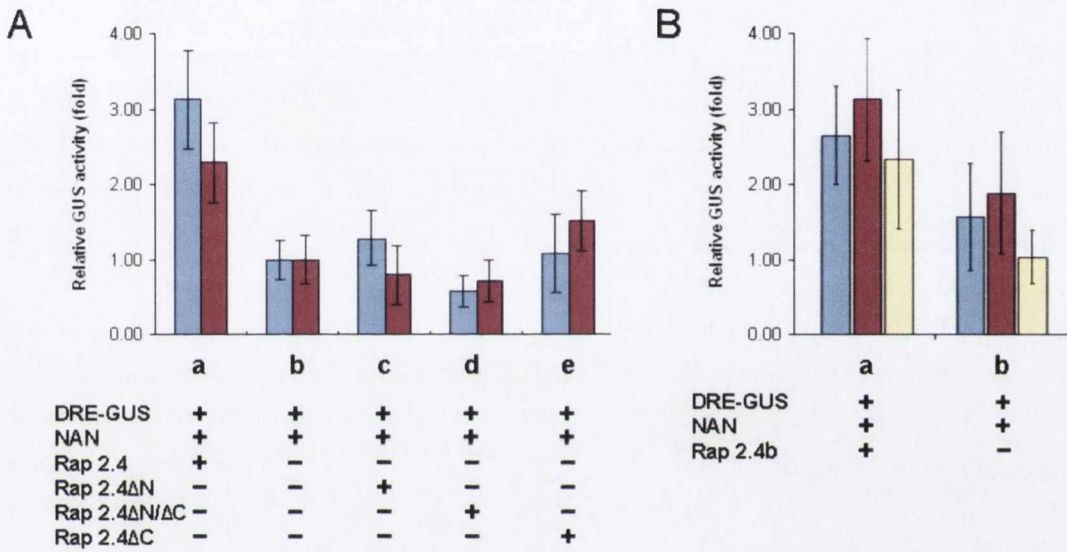 A
Relative GUS activity (fold)
4.00
3.00
2.00
1.00
0.00
a b c d e
DRE-GUS + + + + +
NAN + + + + +
Rap 2.4 + − − − −
Rap 2.4ΔN − − + − −
Rap 2.4ΔN/ΔC − − − + −
Rap 2.4ΔC − − − − +
B
Relative GUS activity (fold)
4.00
3.00
2.00
1.00
0.00
a b
DRE-GUS + +
NAN + +
Rap 2.4b + −